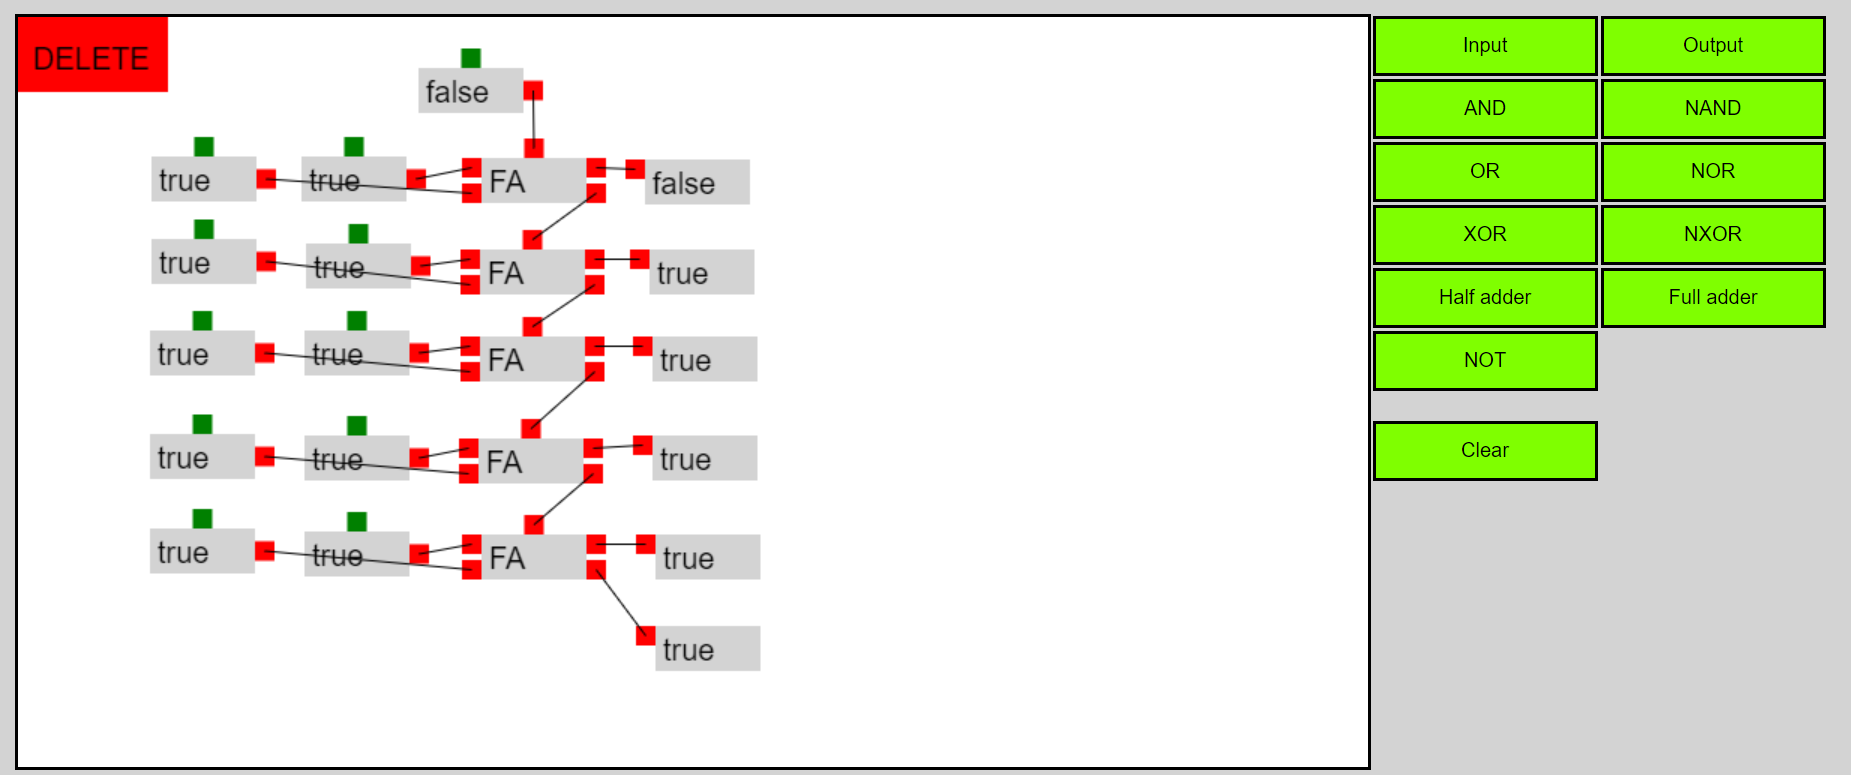 DELETE
false
true true FA false
true true FA true
true true FA true
true true FA true
true true FA true
true
Input Output
AND NAND
OR NOR
XOR NXOR
Half adder Full adder
NOT
Clear